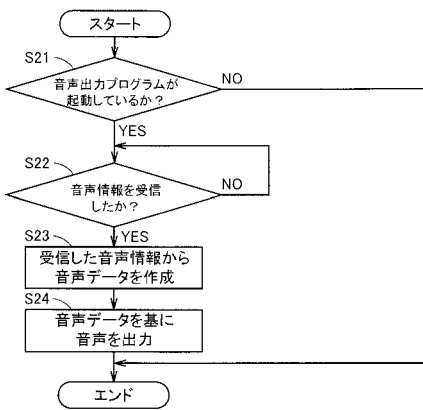 スタート
S21
音声出力プログラムが
起動しているか?
NO
YES
S22
音声情報を受信
したか?
NO
YES
S23
受信した音声情報から
音声データを作成
S24
音声データを基に
音声を出力
エンド